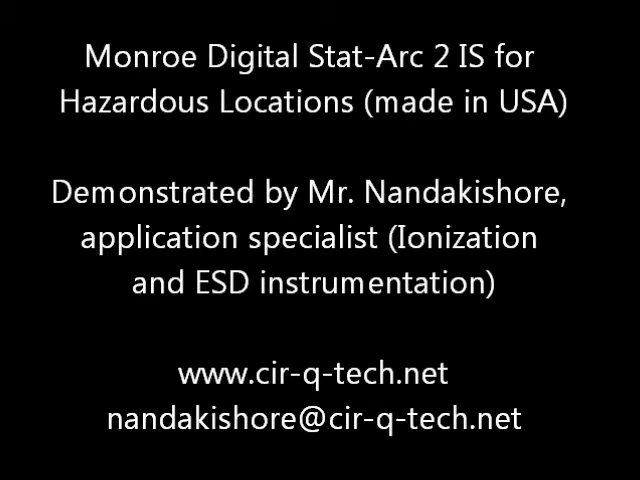 Monroe Digital Stat-Arc 2 IS for
Hazardous Locations (made in USA)
Demonstrated by Mr. Nandakishore,
application specialist (Ionization
and ESD instrumentation)
www.cir-q-tech.net
nandakishore@cir-q-tech.net